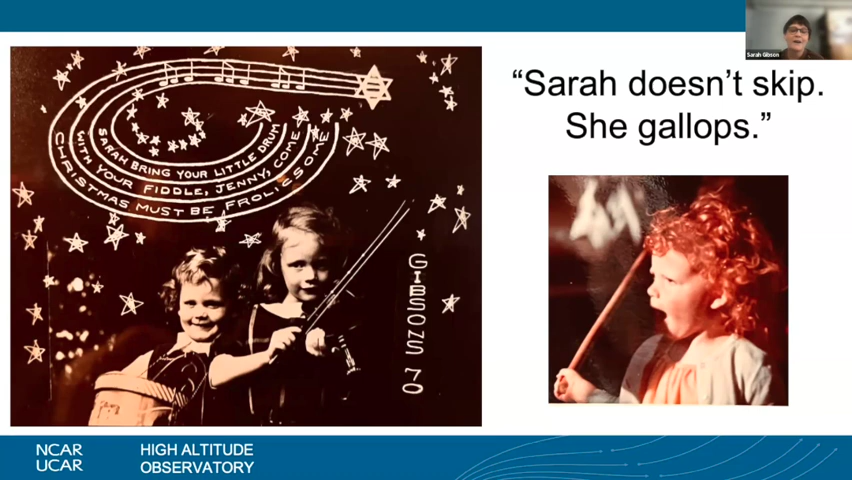 Sarah Gibson
SARAH BRING YOUR LITTLE DRUM
WITH YOUR FIDDLE, JENNY, COME
CHRISTMAS MUST BE FROLICSOME
GIBSONS 70
“Sarah doesn’t skip.
She gallops.”
NCAR
UCAR
HIGH ALTITUDE
OBSERVATORY